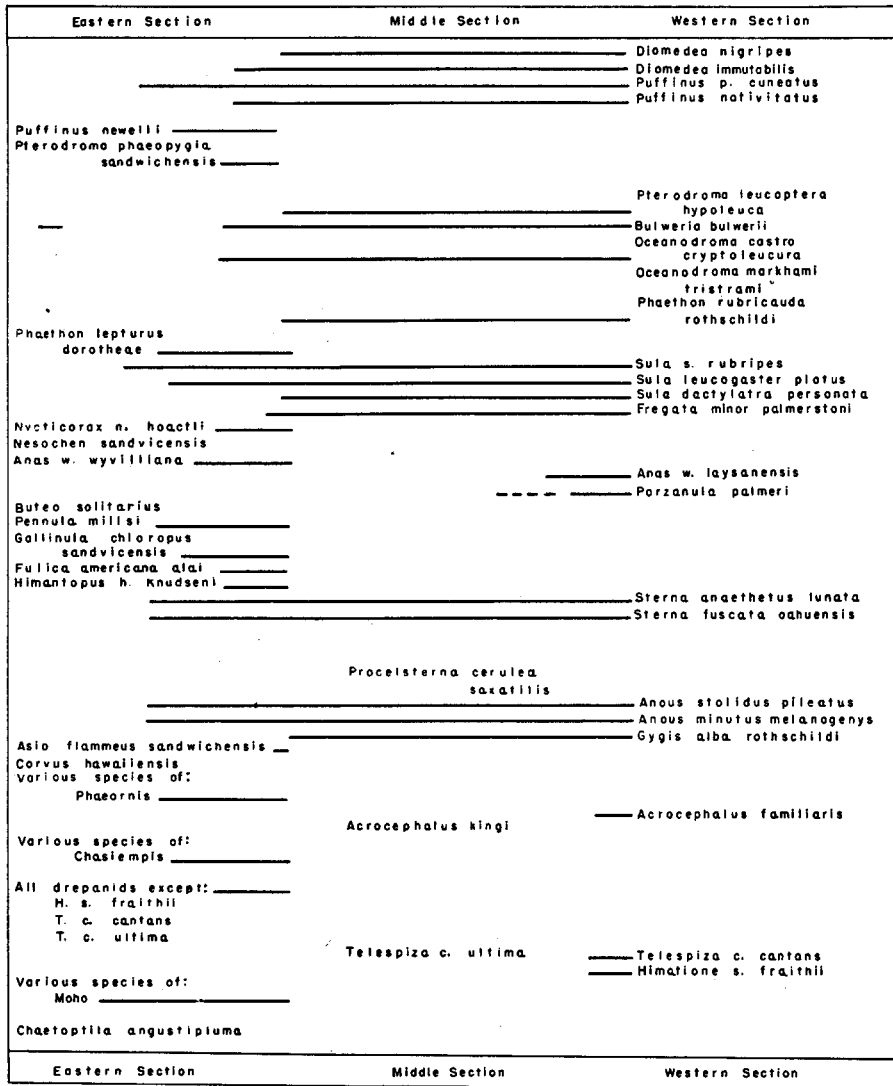 Eastern Section Middle Section Western Section
Diomedea nigripes
Diomedea immutabilis
Puffinus p. cuneatus
Puffinus nativitatus
Puffinus newelli
Pterodroma phaeopygia
sandwichensis
Pterodroma leucoptera
hypoleuca
Bulweria bulwerii
Oceanodroma castro
cryptoleucura
Oceanodroma markhami
tristrami
Phaethon rubricauda
rothschildi
Phaethon lepturus
dorotheae
Sula s. rubripes
Sula leucogaster plotus
Sula dactylatra personata
Fregata minor palmerstoni
Nycticorax n. hoactli
Nesochen sandvicensis
Anas w. wyvilliana
Anas w. laysanensis
Porzanula palmeri
Buteo solitarius
Pennula millsi
Gallinula chloropus
sandvicensis
Fulica americana alai
Himantopus h. Knudseni
Sterna anaethetus lunata
Sterna fuscata oahuensis
Procelsterna cerulea
saxatilis
Anous stolidus pileatus
Anous minutus melanogenys
Gygis alba rothschildi
Asio flammeus sandwichensis
Corvus hawaiiensis
Various species of:
Phaeornis
Acrocephalus familiaris
Acrocephalus kingi
Various species of:
Chasiempis
All drepanids except:
H. s. fraithii
T. c. cantans
T. c. ultima
Telespiza c. ultima Telespiza c. cantans
Himatione s. fraithii
Various species of:
Moho
Chaetoptila angustipluma
Eastern Section Middle Section Western Section